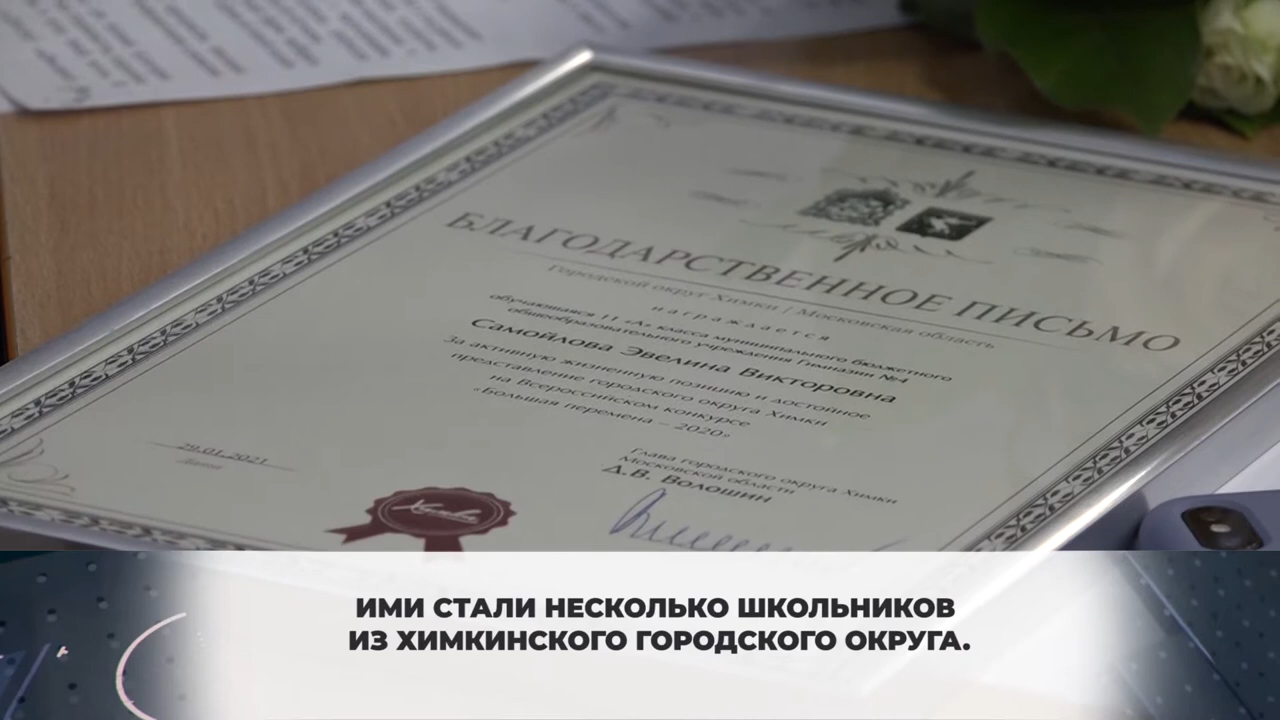 БЛАГОДАРСТВЕННОЕ ПИСЬМО
Городской округ Химки | Московская область
награждается
обучающаяся 11 «А» класса муниципального бюджетного
общеобразовательного учреждения Гимназии №4
Самойлова Эвелина Викторовна
За активную жизненную позицию и достойное
представление городского округа Химки
на Всероссийском конкурсе
«Большая перемена – 2020»
Глава городского округа Химки
Московской области
Д.В. Волошин
29.01.2021
Дата
Химки
ИМИ СТАЛИ НЕСКОЛЬКО ШКОЛЬНИКОВ
ИЗ ХИМКИНСКОГО ГОРОДСКОГО ОКРУГА.